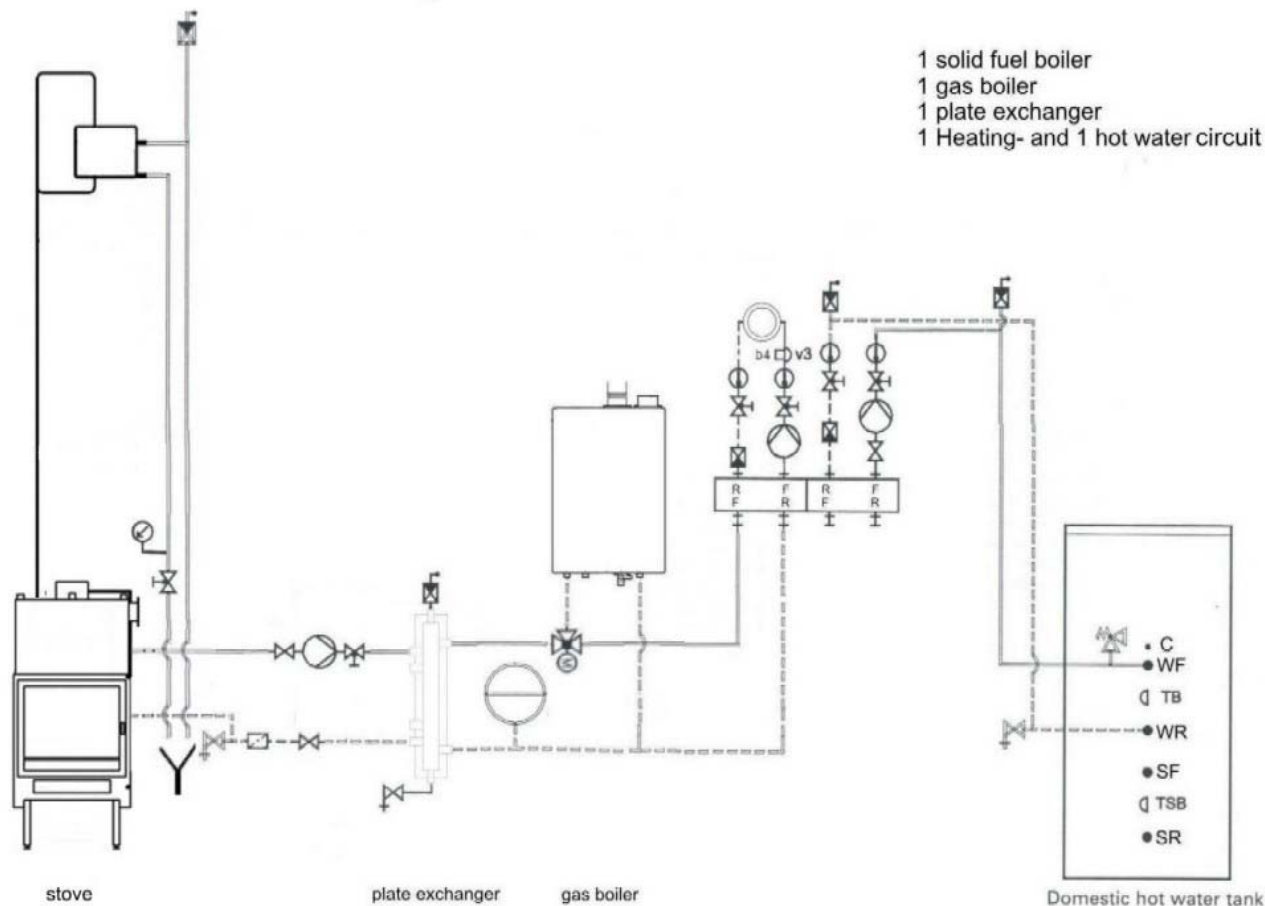 1 solid fuel boiler
1 gas boiler
1 plate exchanger
1 Heating- and 1 hot water circuit
b4 v3
R F R F
F R F R
M
C
WF
TB
WR
SF
TSB
SR
stove
plate exchanger
gas boiler
Domestic hot water tank